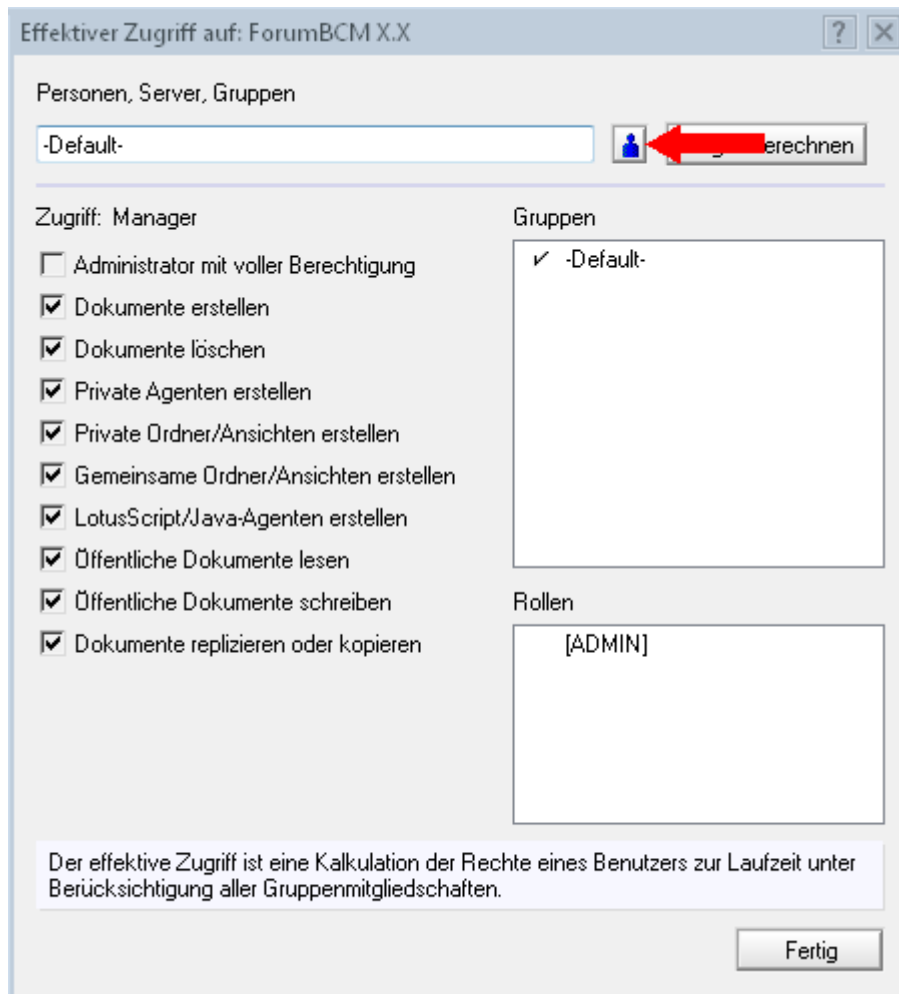 Effektiver Zugriff auf: ForumBCM X.X
Personen, Server, Gruppen
-Default-
erechnen
Zugriff: Manager
Gruppen
Administrator mit voller Berechtigung
-Default-
Dokumente erstellen
Dokumente löschen
Private Agenten erstellen
Private Ordner/Ansichten erstellen
Gemeinsame Ordner/Ansichten erstellen
LotusScript/Java-Agenten erstellen
Öffentliche Dokumente lesen
Öffentliche Dokumente schreiben
Rollen
Dokumente replizieren oder kopieren
[ADMIN]
Der effektive Zugriff ist eine Kalkulation der Rechte eines Benutzers zur Laufzeit unter
Berücksichtigung aller Gruppenmitgliedschaften.
Fertig